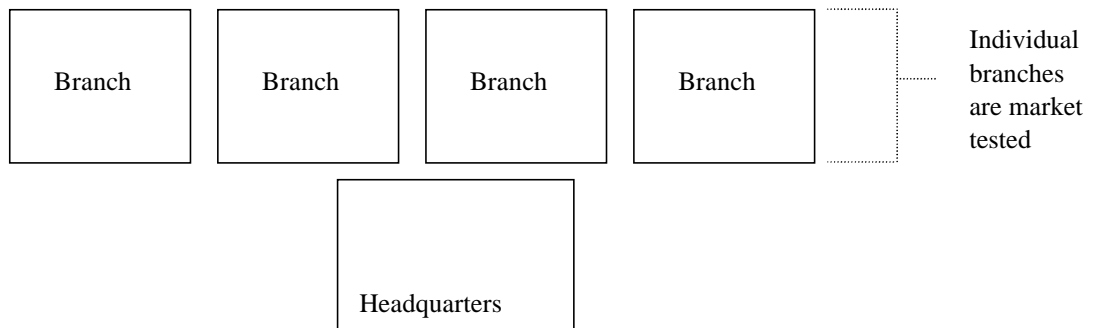 Branch
Branch
Branch
Branch
Individual
branches
are market
tested
Headquarters